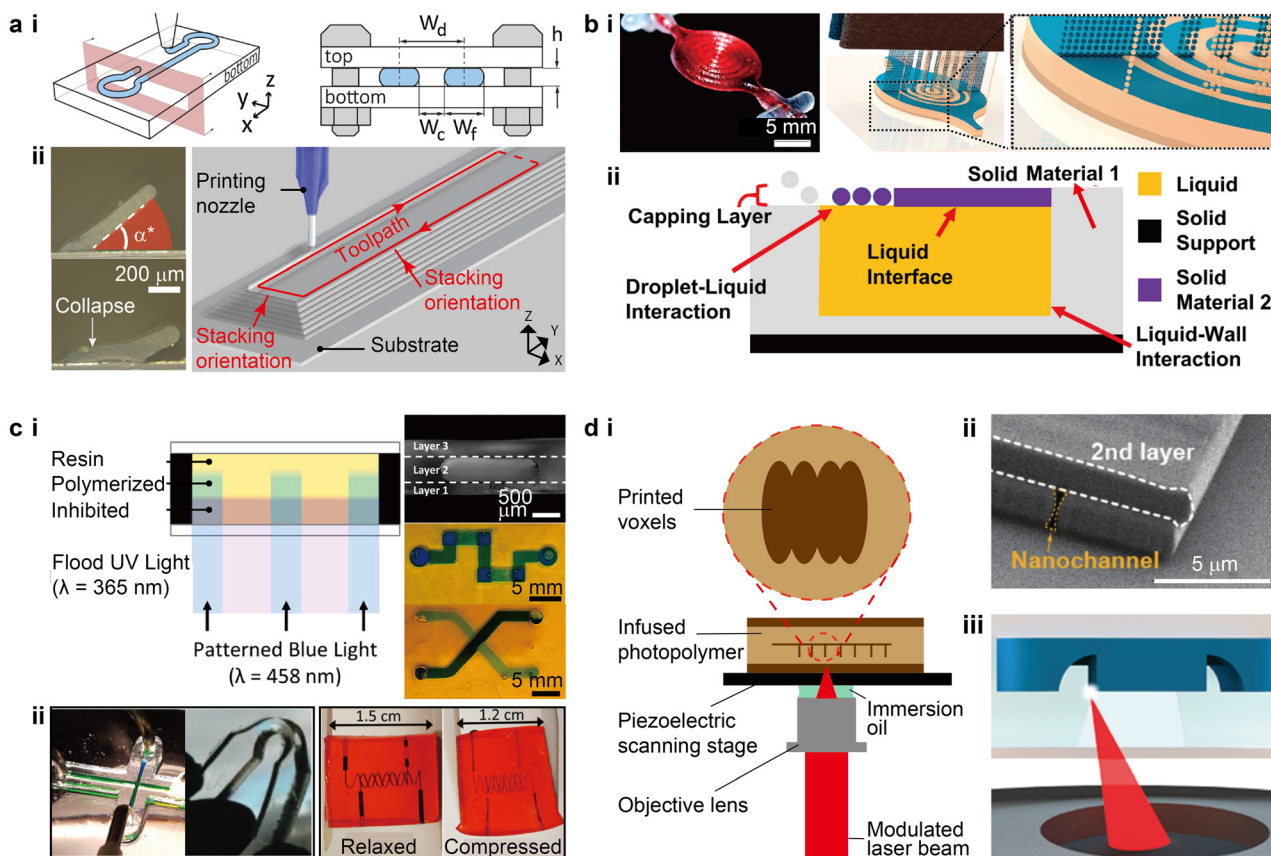 a i
bottom
z
y
x
W_d
h
top
bottom
W_c
W_f
ii
α*
200 μm
Collapse
Printing
nozzle
Toolpath
Stacking
orientation
Stacking
orientation
Substrate
Z
Y
X
b i
5 mm
ii
Solid Material 1
Capping Layer
Liquid
Interface
Droplet-Liquid
Interaction
Liquid-Wall
Interaction
Liquid
Solid
Support
Solid
Material 2
c i
Resin
Polymerized
Inhibited
Flood UV Light
(λ = 365 nm)
Patterned Blue Light
(λ = 458 nm)
Layer 3
Layer 2
Layer 1
500
μm
5 mm
5 mm
ii
1.5 cm
1.2 cm
Relaxed
Compressed
d i
Printed
voxels
Infused
photopolymer
Piezoelectric
scanning stage
Immersion
oil
Objective lens
Modulated
laser beam
ii
2nd layer
Nanochannel
5 μm
iii